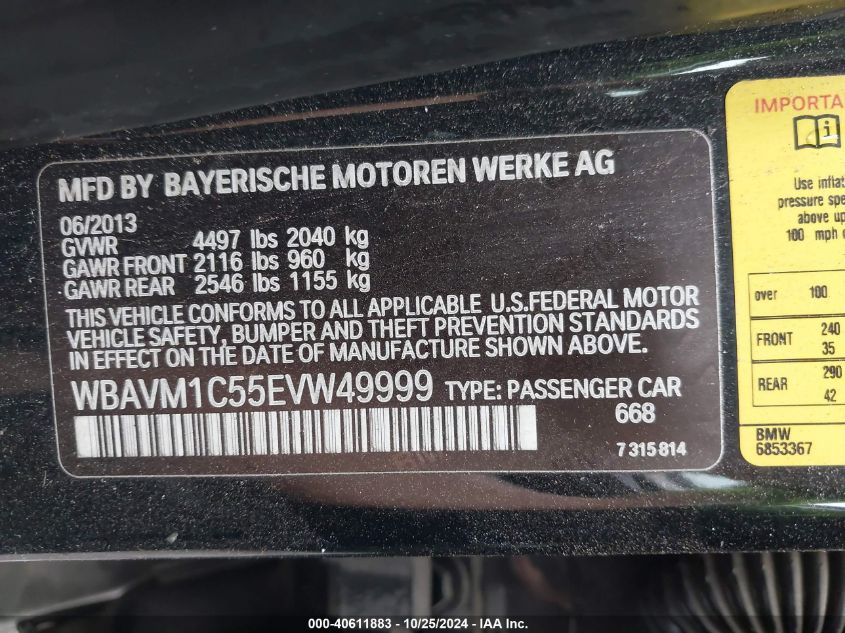 MFD BY BAYERISCHE MOTOREN WERKE AG
06/2013
GVWR 4497 lbs 2040 kg
GAWR FRONT 2116 lbs 960 kg
GAWR REAR 2546 lbs 1155 kg
THIS VEHICLE CONFORMS TO ALL APPLICABLE U.S.FEDERAL MOTOR
VEHICLE SAFETY, BUMPER AND THEFT PREVENTION STANDARDS
IN EFFECT ON THE DATE OF MANUFACTURE SHOWN ABOVE.
WBAVM1C55EVW49999 TYPE: PASSENGER CAR
668
7 315 814
i
Use
pressure
above
100 mph
over 100
FRONT 240
35
REAR 290
42
BMW
6853367
000-40611883 - 10/25/2024 - IAA Inc.